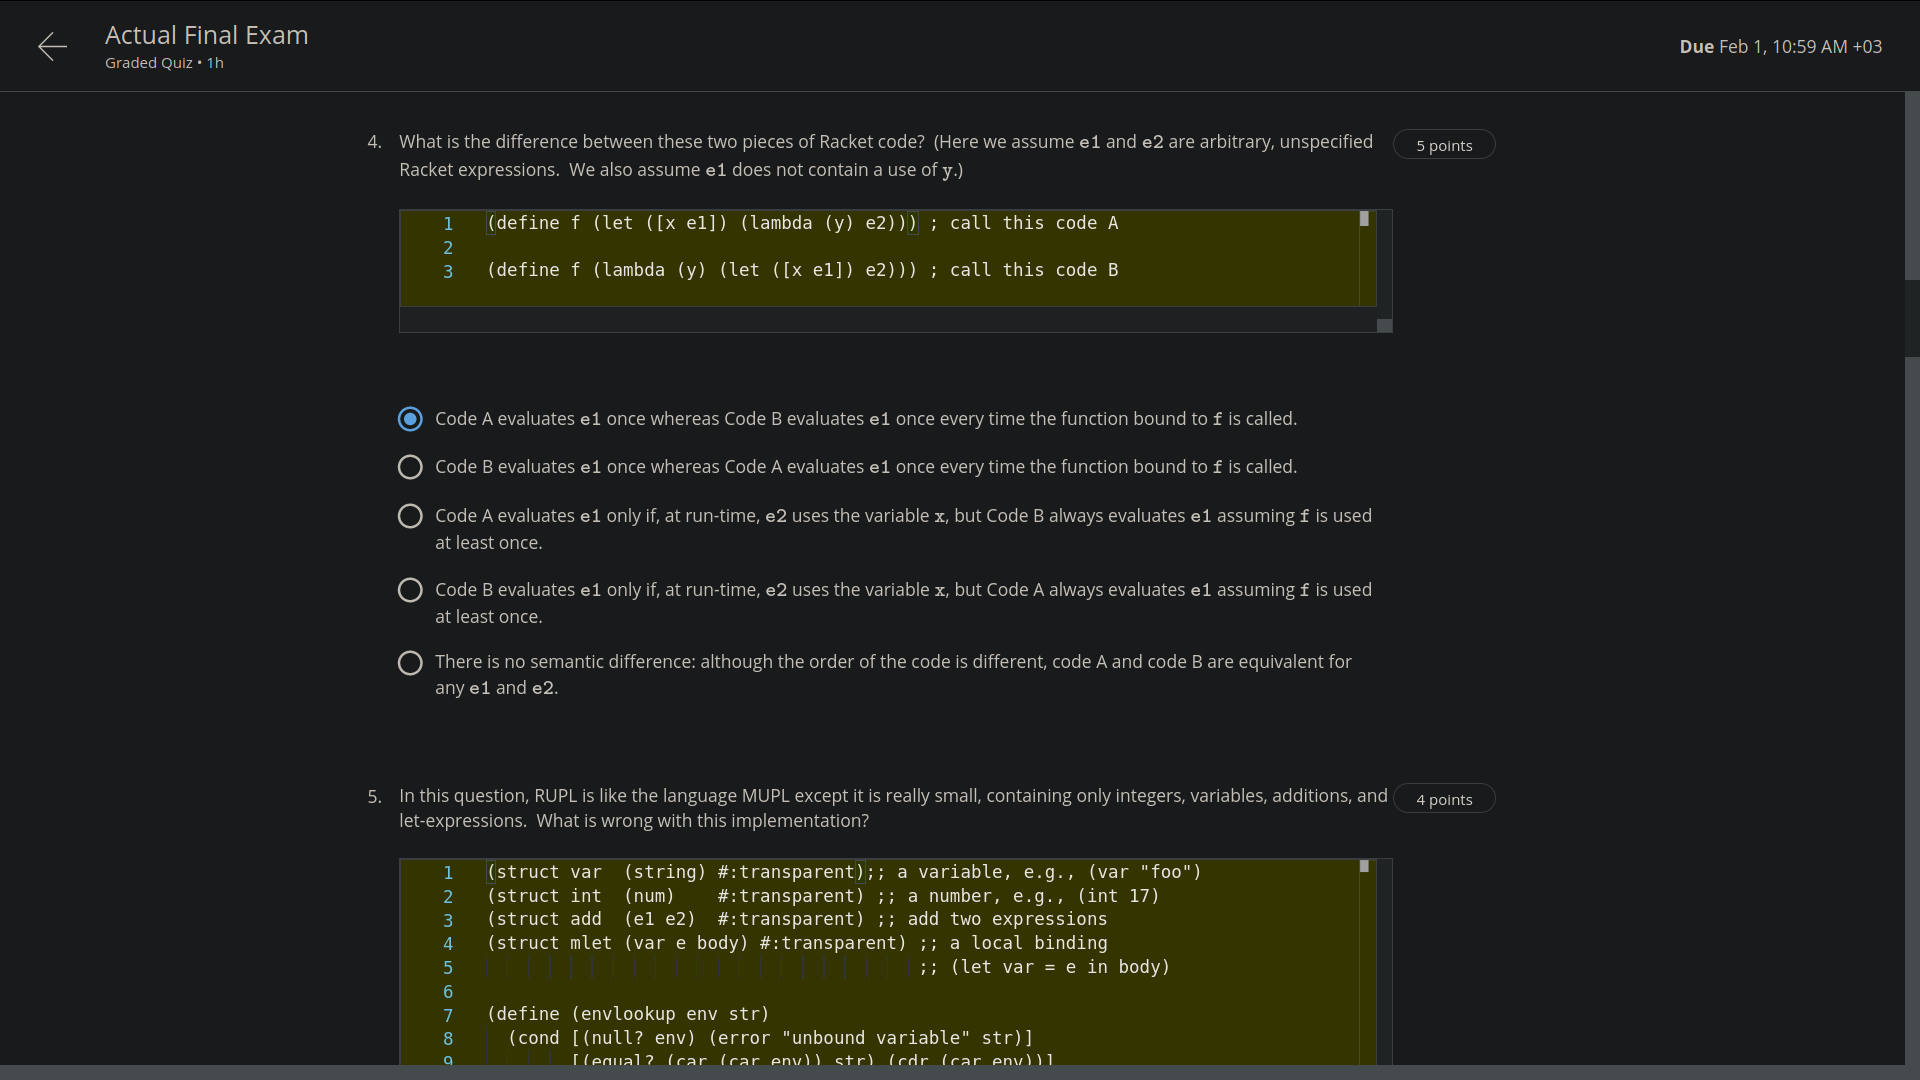 Actual Final Exam
Graded Quiz • 1h
Due Feb 1, 10:59 AM +03
4. What is the difference between these two pieces of Racket code?  (Here we assume e1 and e2 are arbitrary, unspecified
Racket expressions.  We also assume e1 does not contain a use of y.)
5 points
1 (define f (let ([x e1]) (lambda (y) e2))) ; call this code A
2
3 (define f (lambda (y) (let ([x e1]) e2))) ; call this code B
Code A evaluates e1 once whereas Code B evaluates e1 once every time the function bound to f is called.
Code B evaluates e1 once whereas Code A evaluates e1 once every time the function bound to f is called.
Code A evaluates e1 only if, at run-time, e2 uses the variable x, but Code B always evaluates e1 assuming f is used
at least once.
Code B evaluates e1 only if, at run-time, e2 uses the variable x, but Code A always evaluates e1 assuming f is used
at least once.
There is no semantic difference: although the order of the code is different, code A and code B are equivalent for
any e1 and e2.
5. In this question, RUPL is like the language MUPL except it is really small, containing only integers, variables, additions, and
let-expressions.  What is wrong with this implementation?
4 points
1 (struct var  (string) #:transparent);; a variable, e.g., (var "foo")
2 (struct int  (num)    #:transparent) ;; a number, e.g., (int 17)
3 (struct add  (e1 e2)  #:transparent) ;; add two expressions
4 (struct mlet (var e body) #:transparent) ;; a local binding
5 ;; (let var = e in body)
6
7 (define (envlookup env str)
8 (cond [(null? env) (error "unbound variable" str)]
9 [(equal? (car (car env)) str) (cdr (car env))]